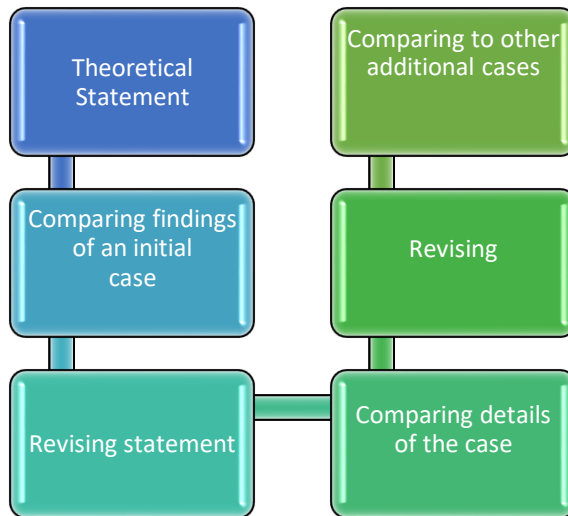 Theoretical
Statement
Comparing findings
of an initial
case
Revising statement
Comparing details
of the case
Revising
Comparing to other
additional cases